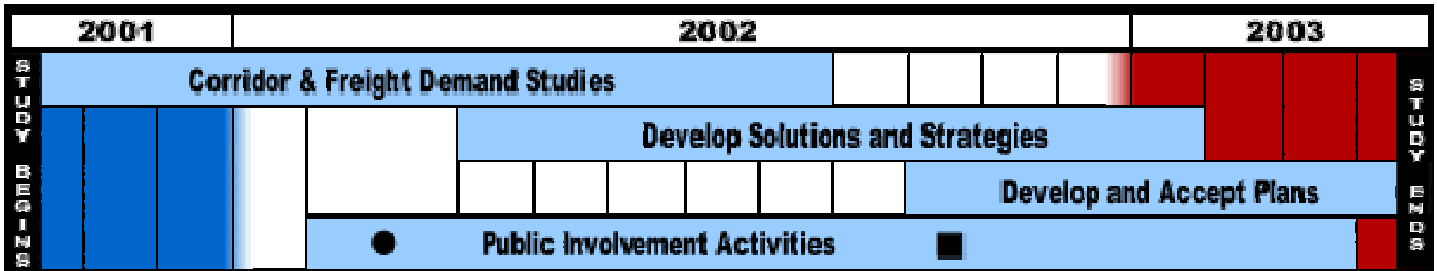 2001 2002 2003
STUDY BEGINS
Corridor & Freight Demand Studies
Develop Solutions and Strategies
Develop and Accept Plans
Public Involvement Activities
STUDY ENDS